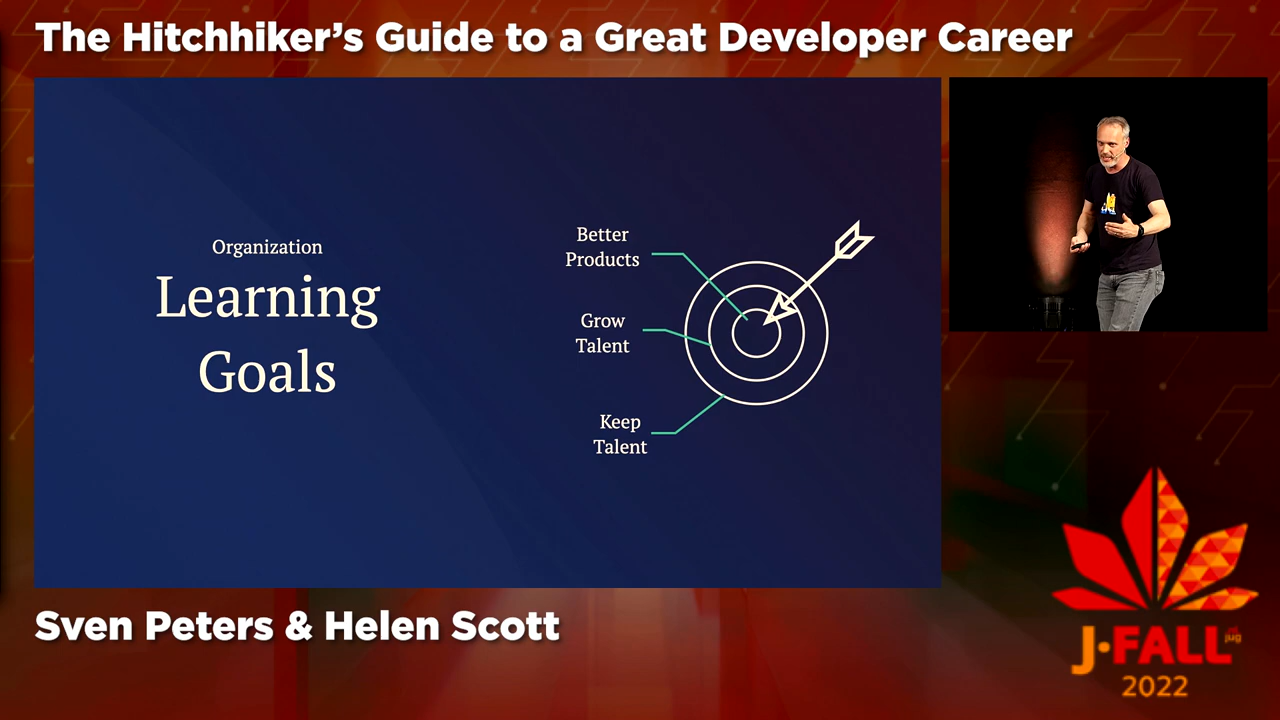 The Hitchhiker's Guide to a Great Developer Career
Organization
Learning
Goals
Better
Products
Grow
Talent
Keep
Talent
Sven Peters & Helen Scott
J•FALL
jug
2022